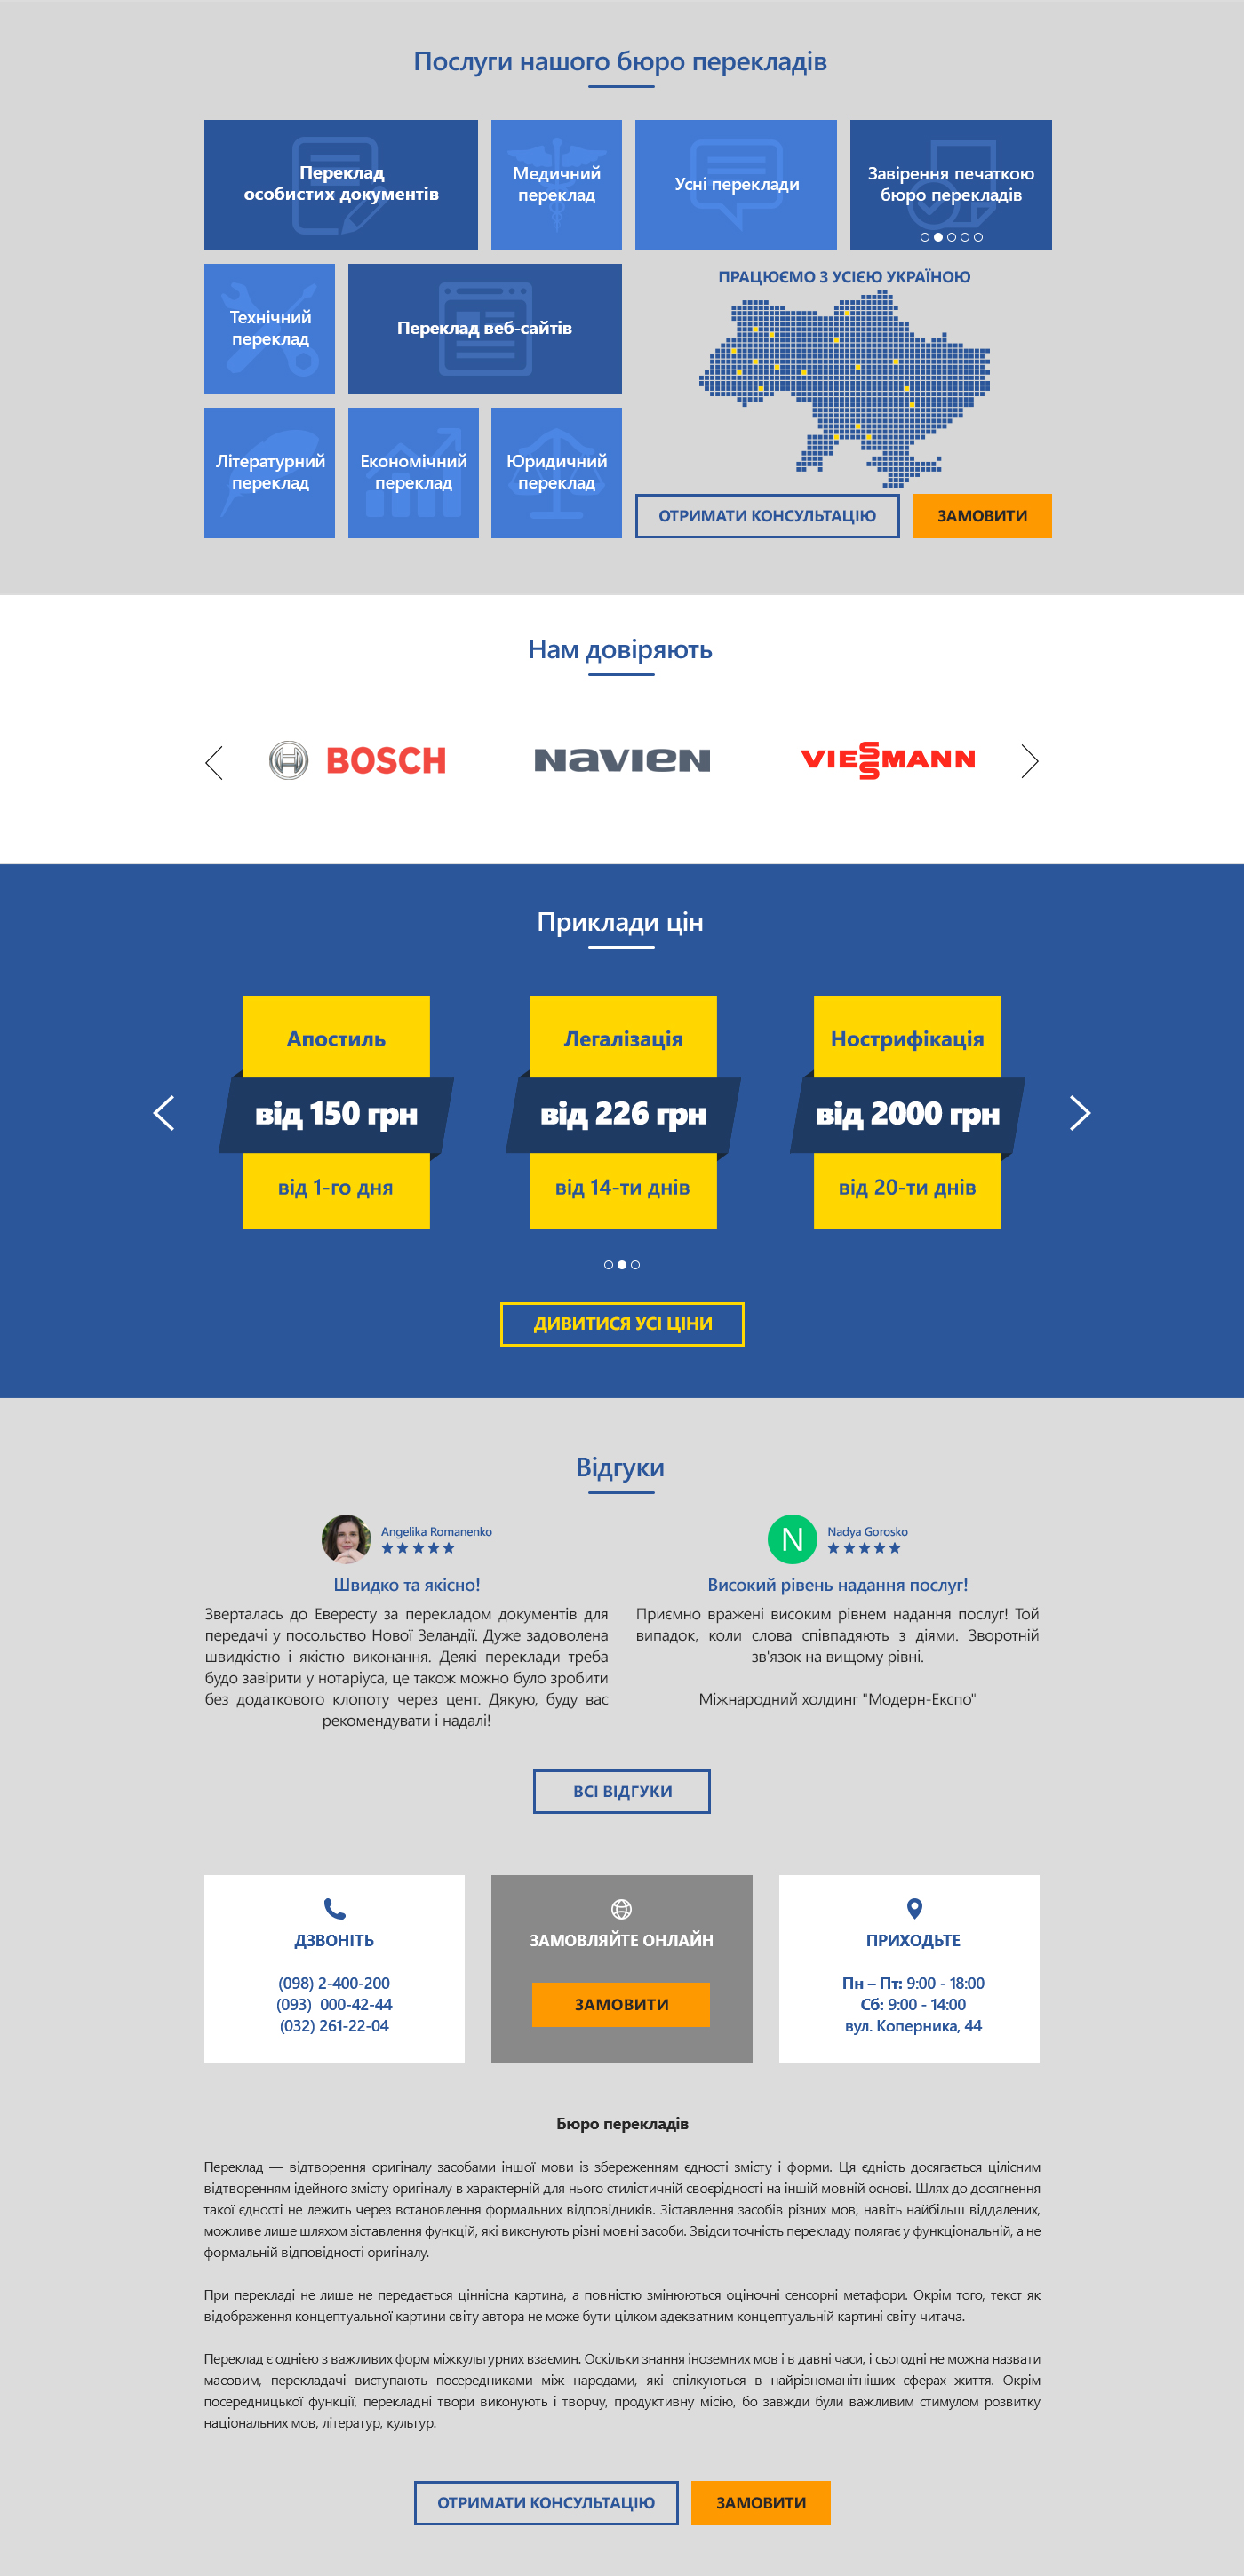 Послуги нашого бюро перекладів
Переклад
особистих документів
Медичний
переклад
Усні переклади
Завірення печаткою
бюро перекладів
Технічний
переклад
Переклад веб-сайтів
ПРАЦЮЄМО З УСІЄЮ УКРАЇНОЮ
Літературний
переклад
Економічний
переклад
Юридичний
переклад
ОТРИМАТИ КОНСУЛЬТАЦІЮ
ЗАМОВИТИ
Нам довіряють
BOSCH
NAVIEN
VIESSMANN
Приклади цін
Апостиль
від 150 грн
від 1-го дня
Легалізація
від 226 грн
від 14-ти днів
Нострифікація
від 2000 грн
від 20-ти днів
ДИВИТИСЯ УСІ ЦІНИ
Відгуки
Angelika Romanenko
Швидко та якісно!
Зверталась до Евересту за перекладом документів для
передачі у посольство Нової Зеландії. Дуже задоволена
швидкістю і якістю виконання. Деякі переклади треба
будо завірити у нотаріуса, це також можно було зробити
без додаткового клопоту через цент. Дякую, буду вас
рекомендувати і надалі!
N
Nadya Gorosko
Високий рівень надання послуг!
Приємно вражені високим рівнем надання послуг! Той
випадок, коли слова співпадяють з діями. Зворотній
зв'язок на вищому рівні.
Міжнародний холдинг "Модерн-Експо"
ВСІ ВІДГУКИ
ДЗВОНІТЬ
(098) 2-400-200
(093) 000-42-44
(032) 261-22-04
ЗАМОВЛЯЙТЕ ОНЛАЙН
ЗАМОВИТИ
ПРИХОДЬТЕ
Пн – Пт: 9:00 - 18:00
Сб: 9:00 - 14:00
вул. Коперника, 44
Бюро перекладів
Переклад — відтворення оригіналу засобами іншої мови із збереженням єдності змісту і форми. Ця єдність досягається цілісним
відтворенням ідейного змісту оригіналу в характерній для нього стилістичній своєрідності на іншій мовній основі. Шлях до досягнення
такої єдності не лежить через встановлення формальних відповідників. Зіставлення засобів різних мов, навіть найбільш віддалених,
можливе лише шляхом зіставлення функцій, які виконують різні мовні засоби. Звідси точність перекладу полягає у функціональній, а не
формальній відповідності оригіналу.
При перекладі не лише не передається ціннісна картина, а повністю змінюються оціночні сенсорні метафори. Окрім того, текст як
відображення концептуальної картини світу автора не може бути цілком адекватним концептуальній картині світу читача.
Переклад є однією з важливих форм міжкультурних взаємин. Оскільки знання іноземних мов і в давні часи, і сьогодні не можна назвати
масовим, перекладачі виступають посередниками між народами, які спілкуються в найрізноманітніших сферах життя. Окрім
посередницької функції, перекладні твори виконують і творчу, продуктивну місію, бо завжди були важливим стимулом розвитку
національних мов, літератур, культур.
ОТРИМАТИ КОНСУЛЬТАЦІЮ
ЗАМОВИТИ